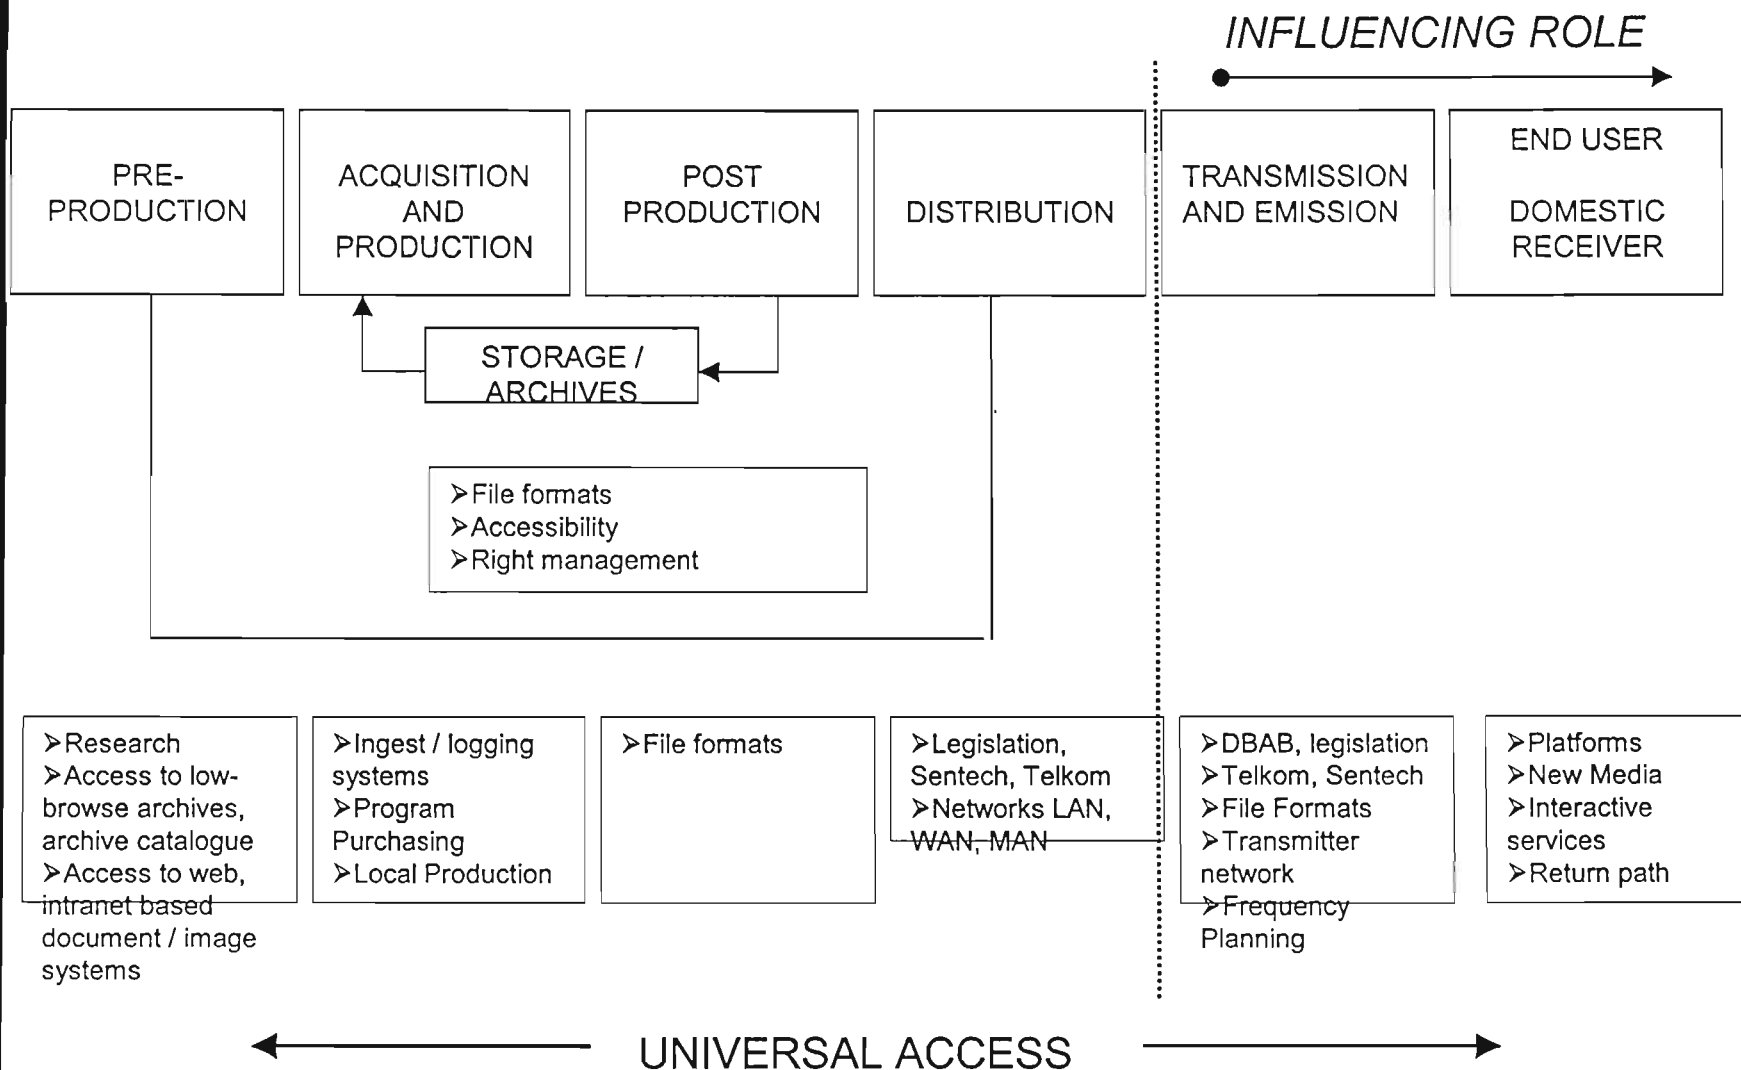 INFLUENCING ROLE
PRE-
PRODUCTION
ACQUISITION
AND
PRODUCTION
POST
PRODUCTION
DISTRIBUTION
TRANSMISSION
AND EMISSION
END USER
DOMESTIC
RECEIVER
STORAGE /
ARCHIVES
➢File formats
➢Accessibility
➢Right management
➢Research
➢Access to low-
browse archives,
archive catalogue
➢Access to web,
intranet based
document / image
systems
➢Ingest / logging
systems
➢Program
Purchasing
➢Local Production
➢File formats
➢Legislation,
Sentech, Telkom
➢Networks LAN,
WAN, MAN
➢DBAB, legislation
➢Telkom, Sentech
➢File Formats
➢Transmitter
network
➢Frequency
Planning
➢Platforms
➢New Media
➢Interactive
services
➢Return path
UNIVERSAL ACCESS